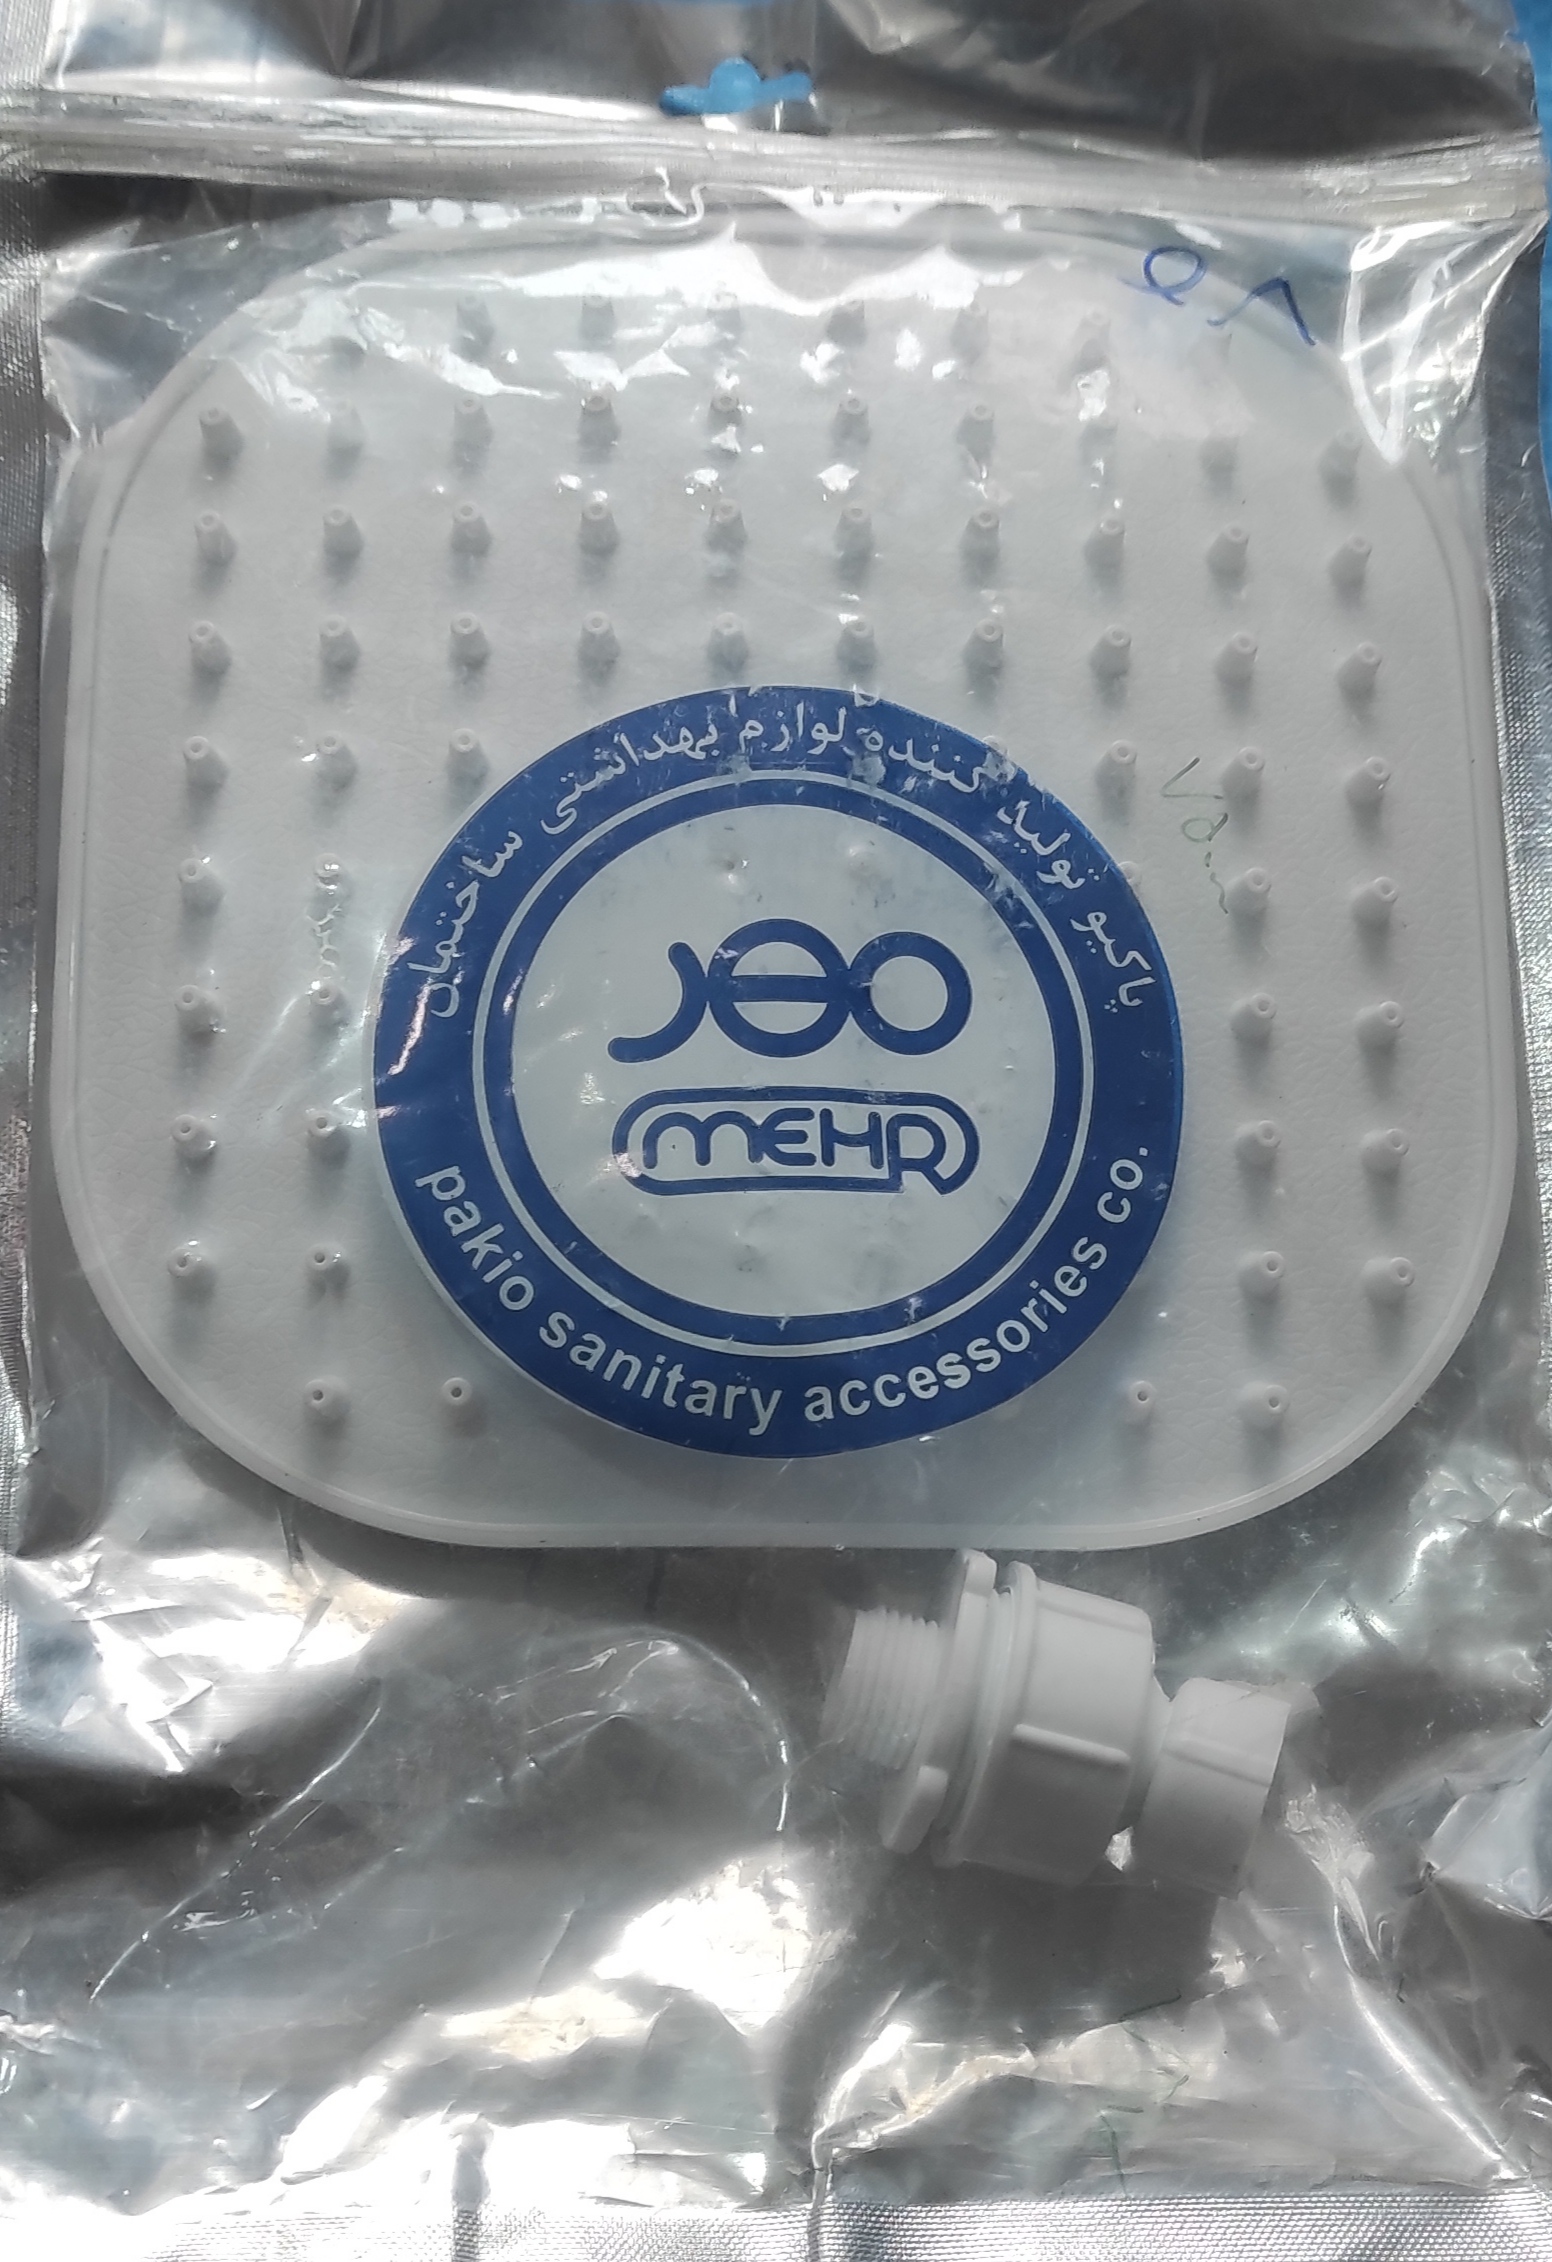 پاکیو تولید کننده لوازم بهداشتی ساختمان
مهر
MEHR
pakio sanitary accessories co.